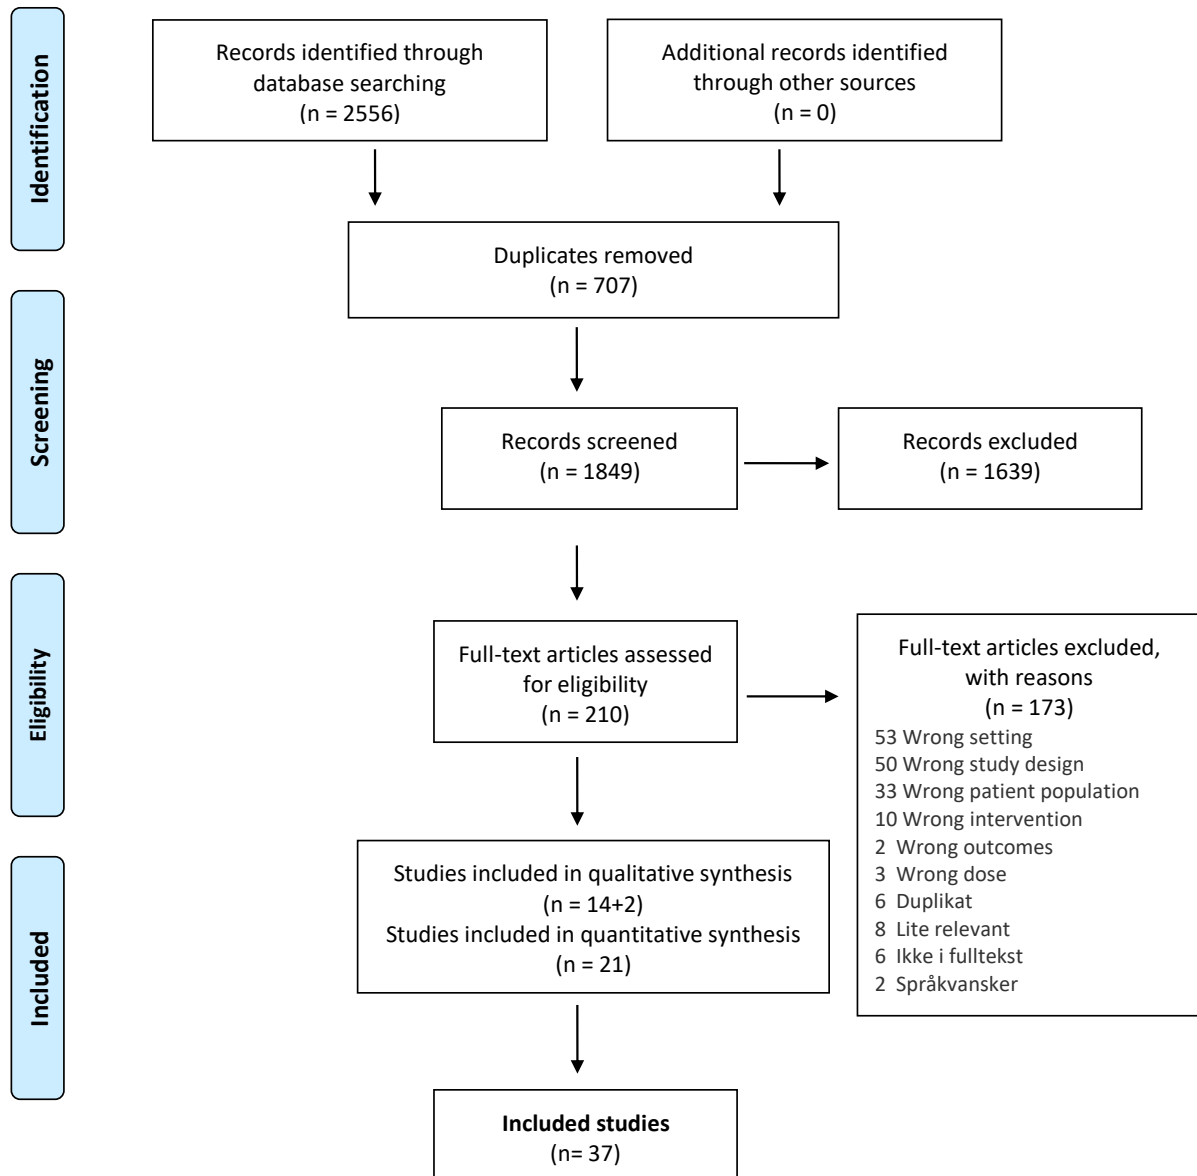 Identification
Records identified through
database searching
(n = 2556)
Additional records identified
through other sources
(n = 0)
Duplicates removed
(n = 707)
Screening
Records screened
(n = 1849)
Records excluded
(n = 1639)
Eligibility
Full-text articles assessed
for eligibility
(n = 210)
Full-text articles excluded,
with reasons
(n = 173)
53 Wrong setting
50 Wrong study design
33 Wrong patient population
10 Wrong intervention
2 Wrong outcomes
3 Wrong dose
6 Duplikat
8 Lite relevant
6 Ikke i fulltekst
2 Språkvansker
Included
Studies included in qualitative synthesis
(n = 14+2)
Studies included in quantitative synthesis
(n = 21)
Included studies
(n= 37)